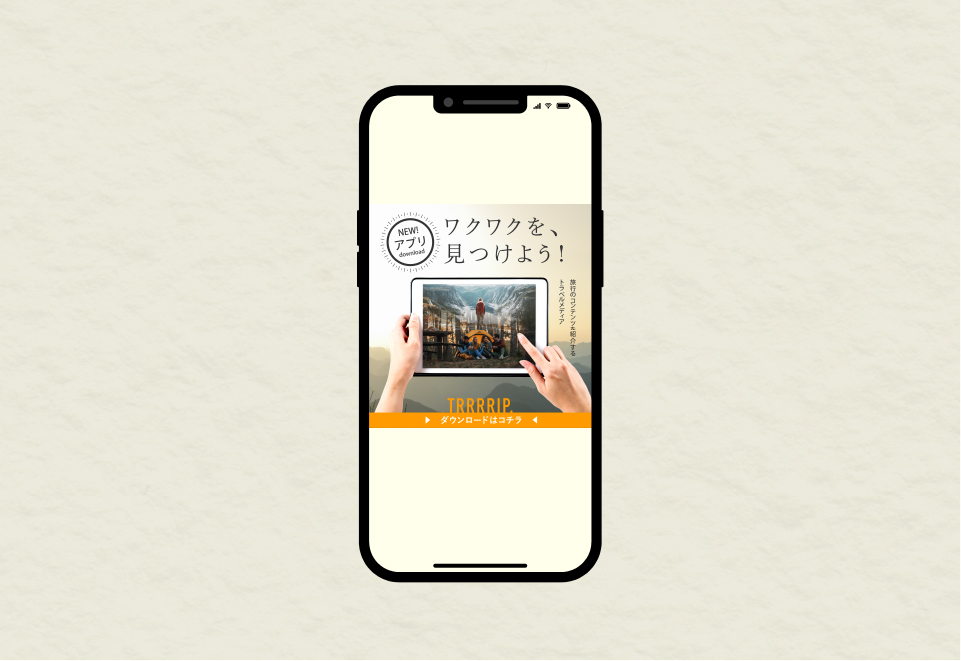 NEW!
アプリ
download
ワクワクを、
見つけよう!
旅行のコンテンツを紹介する
トラベルメディア
TRRRRIP.
ダウンロードはコチラ